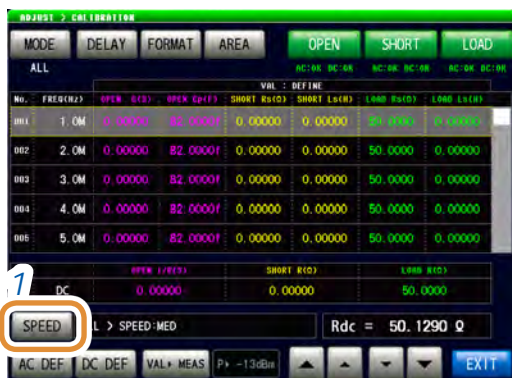 ADJUST > CALIBRATION
MODE DELAY FORMAT AREA OPEN SHORT LOAD
ALL AC:OK DC:OK AC:OK DC:OK AC:OK DC:OK
VAL : DEFINE
No. FREQ(Hz) OPEN G(Ʊ) OPEN Cp(F) SHORT Rs(Ω) SHORT Ls(H) LOAD Rs(Ω) LOAD Ls(H)
001 1.0M 0.00000 82.0000f 0.00000 0.00000 50.0000 0.00000
002 2.0M 0.00000 82.0000f 0.00000 0.00000 50.0000 0.00000
003 3.0M 0.00000 82.0000f 0.00000 0.00000 50.0000 0.00000
004 4.0M 0.00000 82.0000f 0.00000 0.00000 50.0000 0.00000
005 5.0M 0.00000 82.0000f 0.00000 0.00000 50.0000 0.00000
SHORT R(Ω) LOAD R(Ω)
1
DC 0.00000 0.00000 50.0000
SPEED L > SPEED:MED Rdc = 50.1290 Ω
AC DEF DC DEF VAL▸ MEAS P▸ -13dBm EXIT